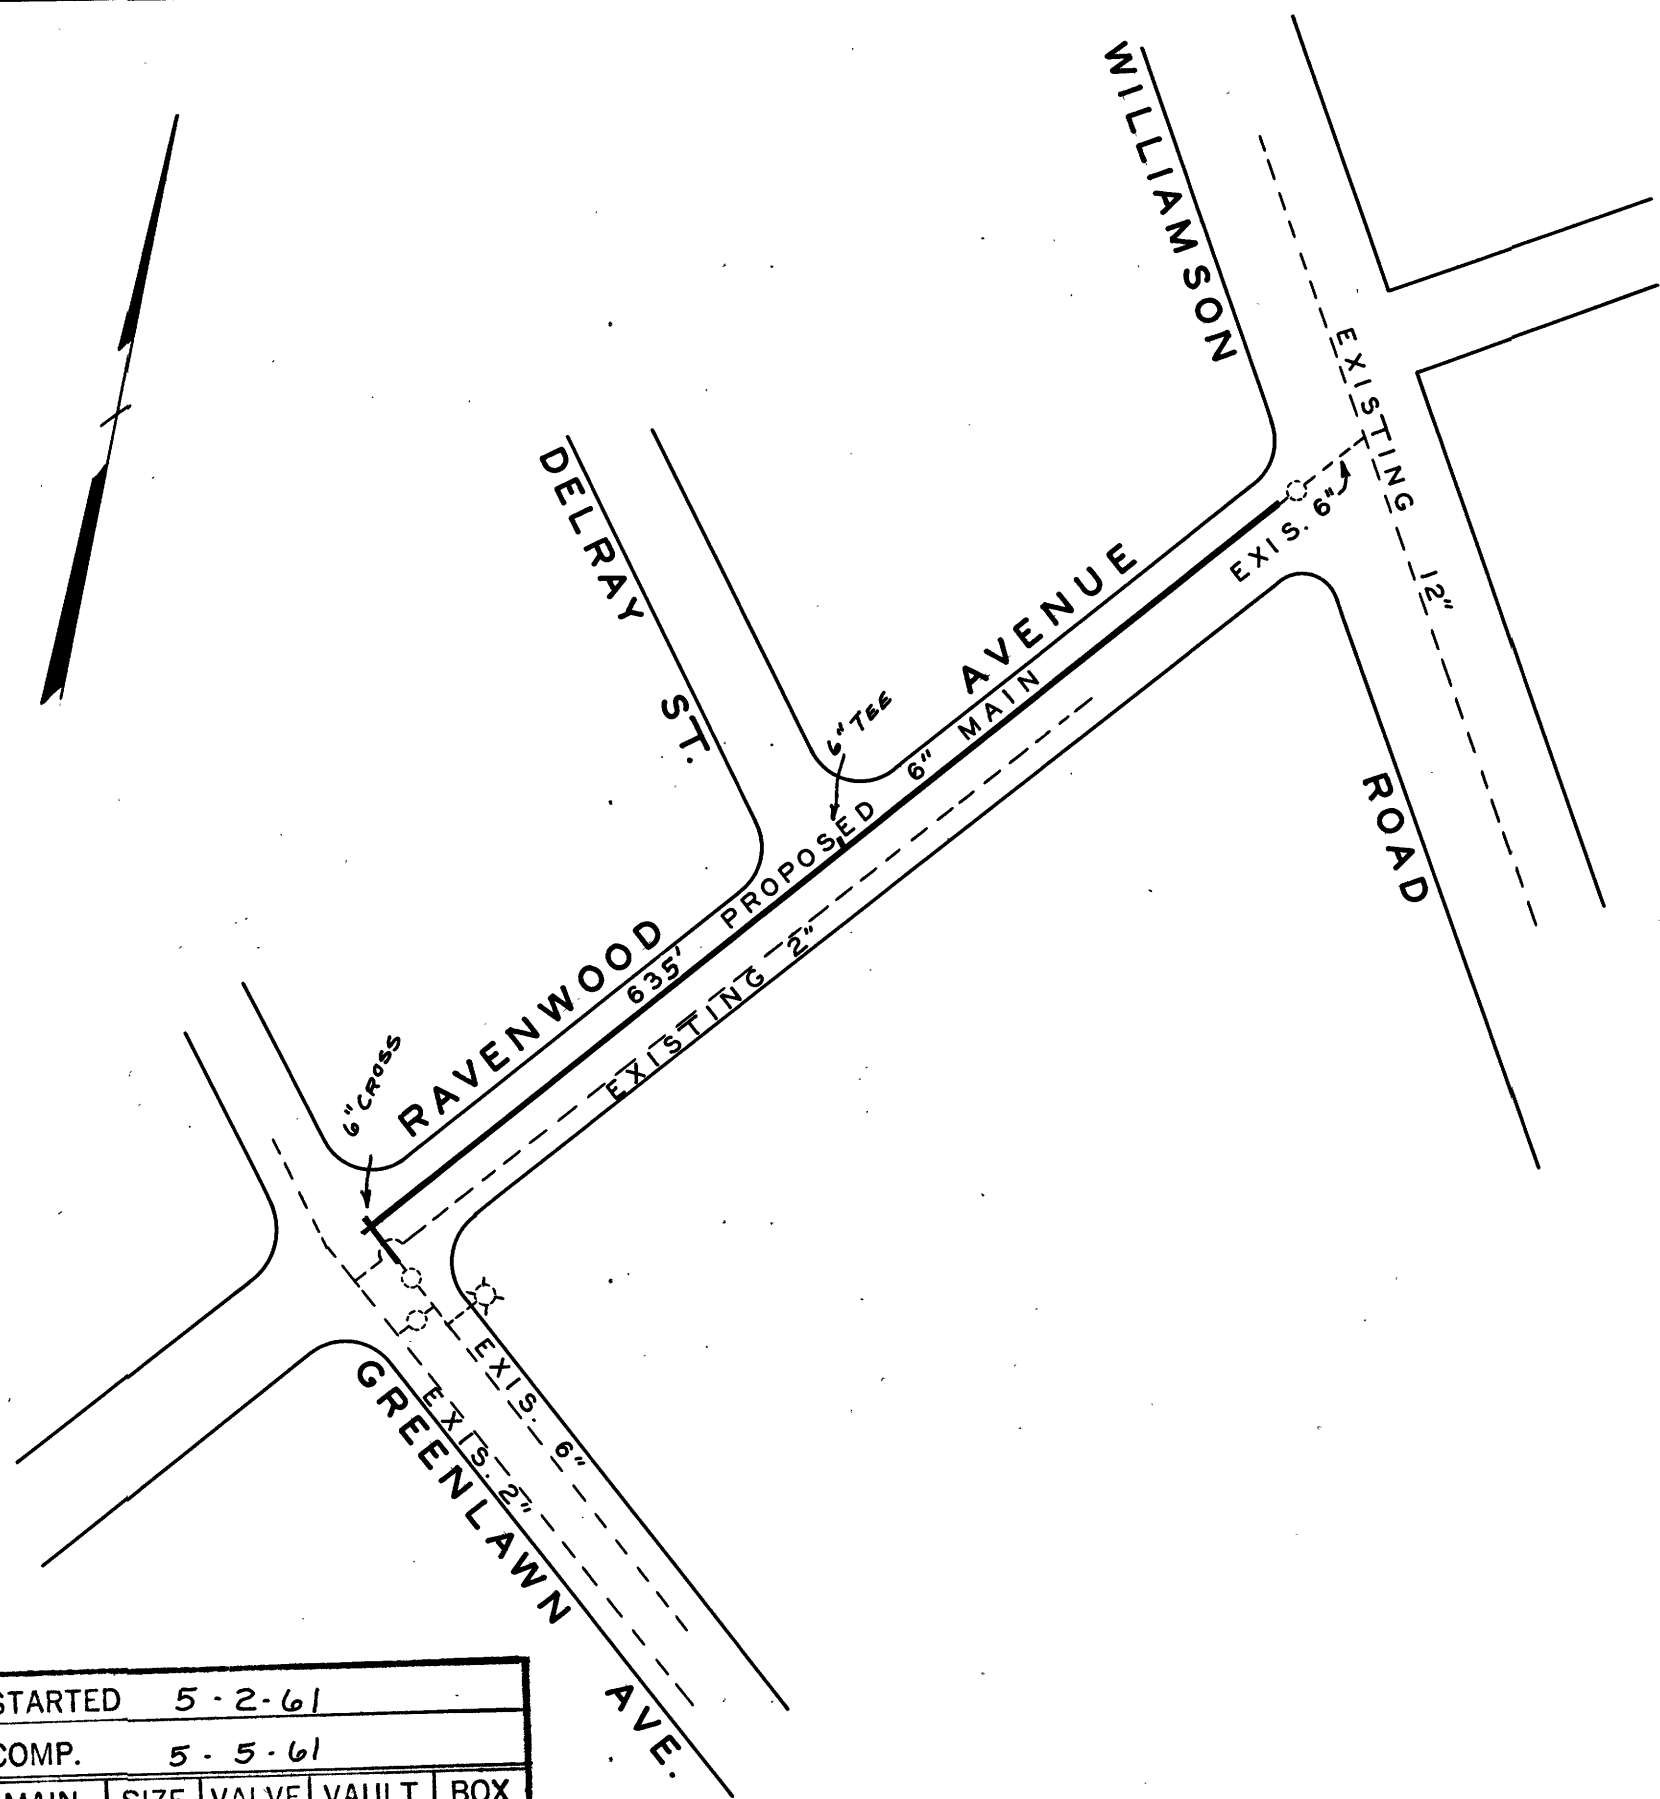 WILLIAMSON
ROAD
EXISTING 12"
DELRAY ST.
EXIS. 6"
RAVENWOOD AVENUE
6" TEE
635' PROPOSED 6" MAIN
EXISTING 2"
6" CROSS
EXIS. 6"
EXIS. 2"
GREENLAWN AVE.
STARTED 5-2-61
COMP. 5-5-61
MAIN SIZE VALVE VAULT BOX